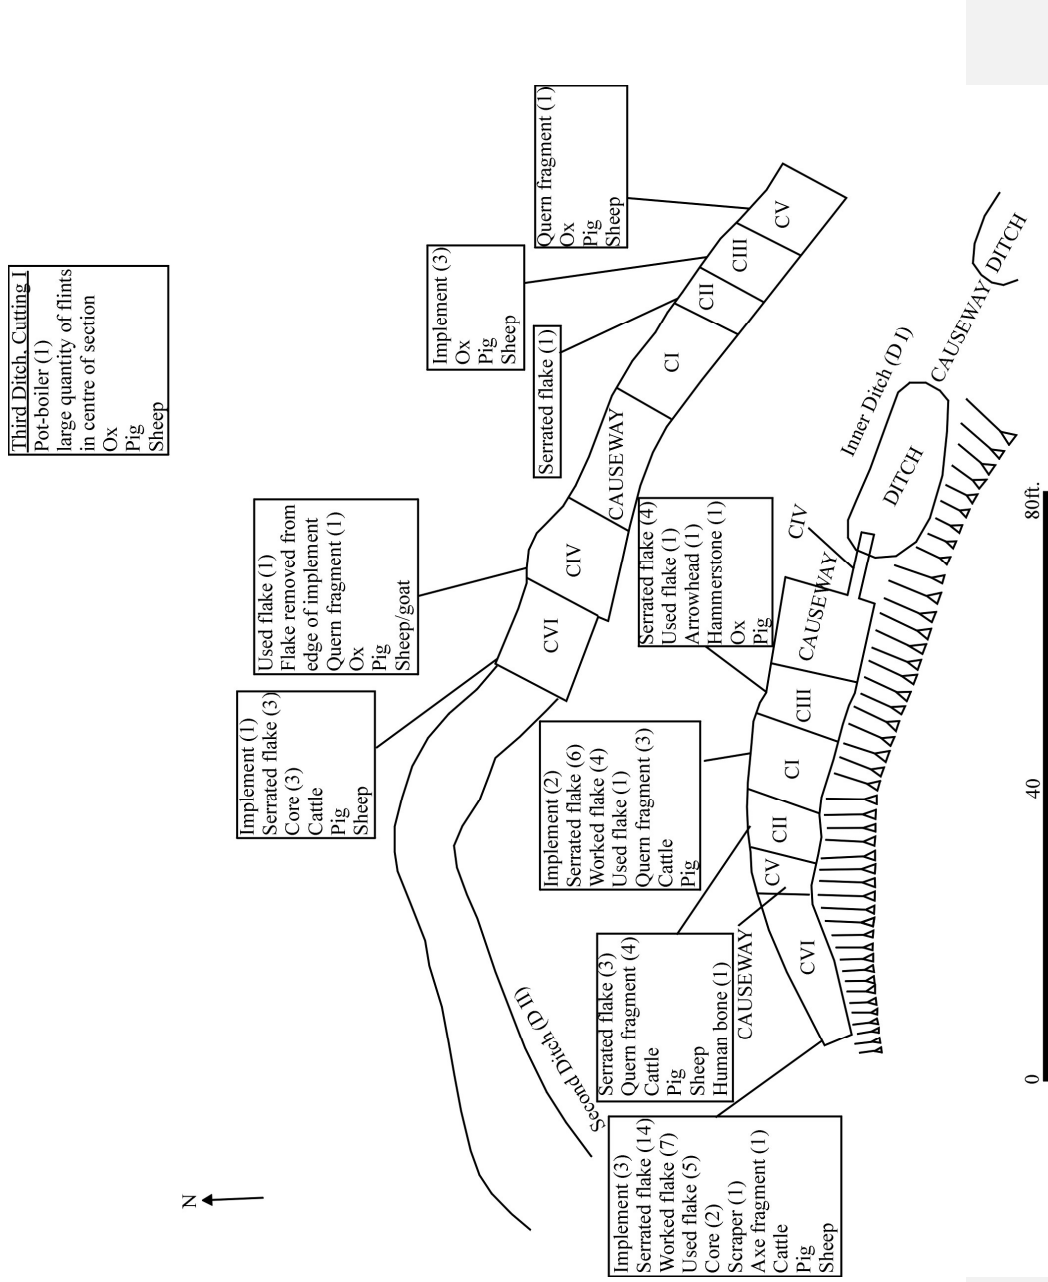 Third Ditch, Cutting I
Pot-boiler (1)
large quantity of flints
in centre of section
Ox
Pig
Sheep
Quern fragment (1)
Ox
Pig
Sheep
Implement (3)
Ox
Pig
Sheep
Serrated flake (1)
Used flake (1)
Flake removed from
edge of implement
Quern fragment (1)
Ox
Pig
Sheep/goat
Implement (1)
Serrated flake (3)
Core (3)
Cattle
Pig
Sheep
CVI
CIV
CAUSEWAY
CI
CII
CIII
CV
Second Ditch (D II)
Serrated flake (4)
Used flake (1)
Arrowhead (1)
Hammerstone (1)
Ox
Pig
Implement (2)
Serrated flake (6)
Worked flake (4)
Used flake (1)
Quern fragment (3)
Cattle
Pig
Serrated flake (3)
Quern fragment (4)
Cattle
Pig
Sheep
Human bone (1)
Implement (3)
Serrated flake (14)
Worked flake (7)
Used flake (5)
Core (2)
Scraper (1)
Axe fragment (1)
Cattle
Pig
Sheep
CAUSEWAY
CVI
CV
CII
CI
CIII
CAUSEWAY
CIV
DITCH
Inner Ditch (D I)
CAUSEWAY
DITCH
N
0
40
80ft.